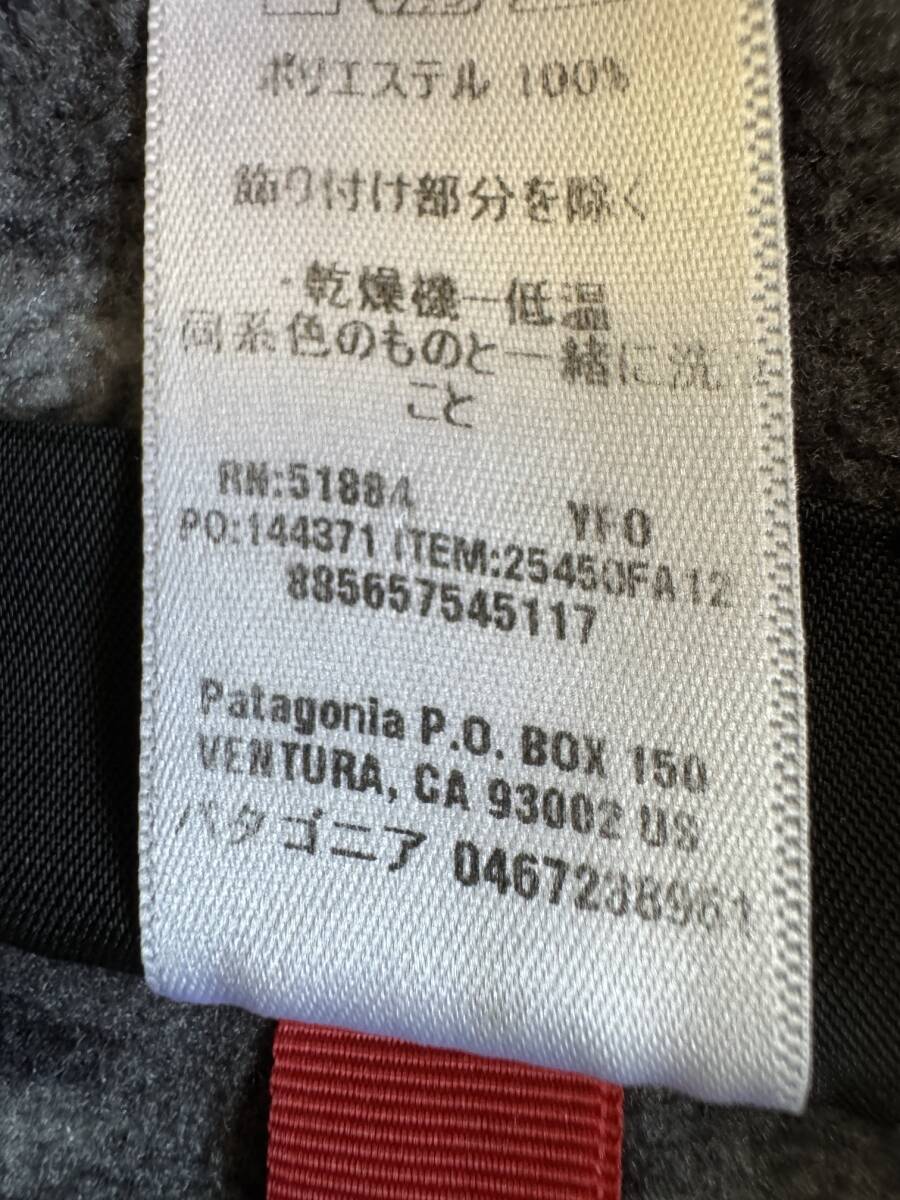 ポリエステル 100%
飾り付け部分を除く
・乾燥機ー低温
同系色のものと一緒に洗
こと
RN:51884 VFO
PO:144371 ITEM:25450FA12
885657545117
Patagonia P.O. BOX 150
VENTURA, CA 93002 US
パタゴニア 0467238961